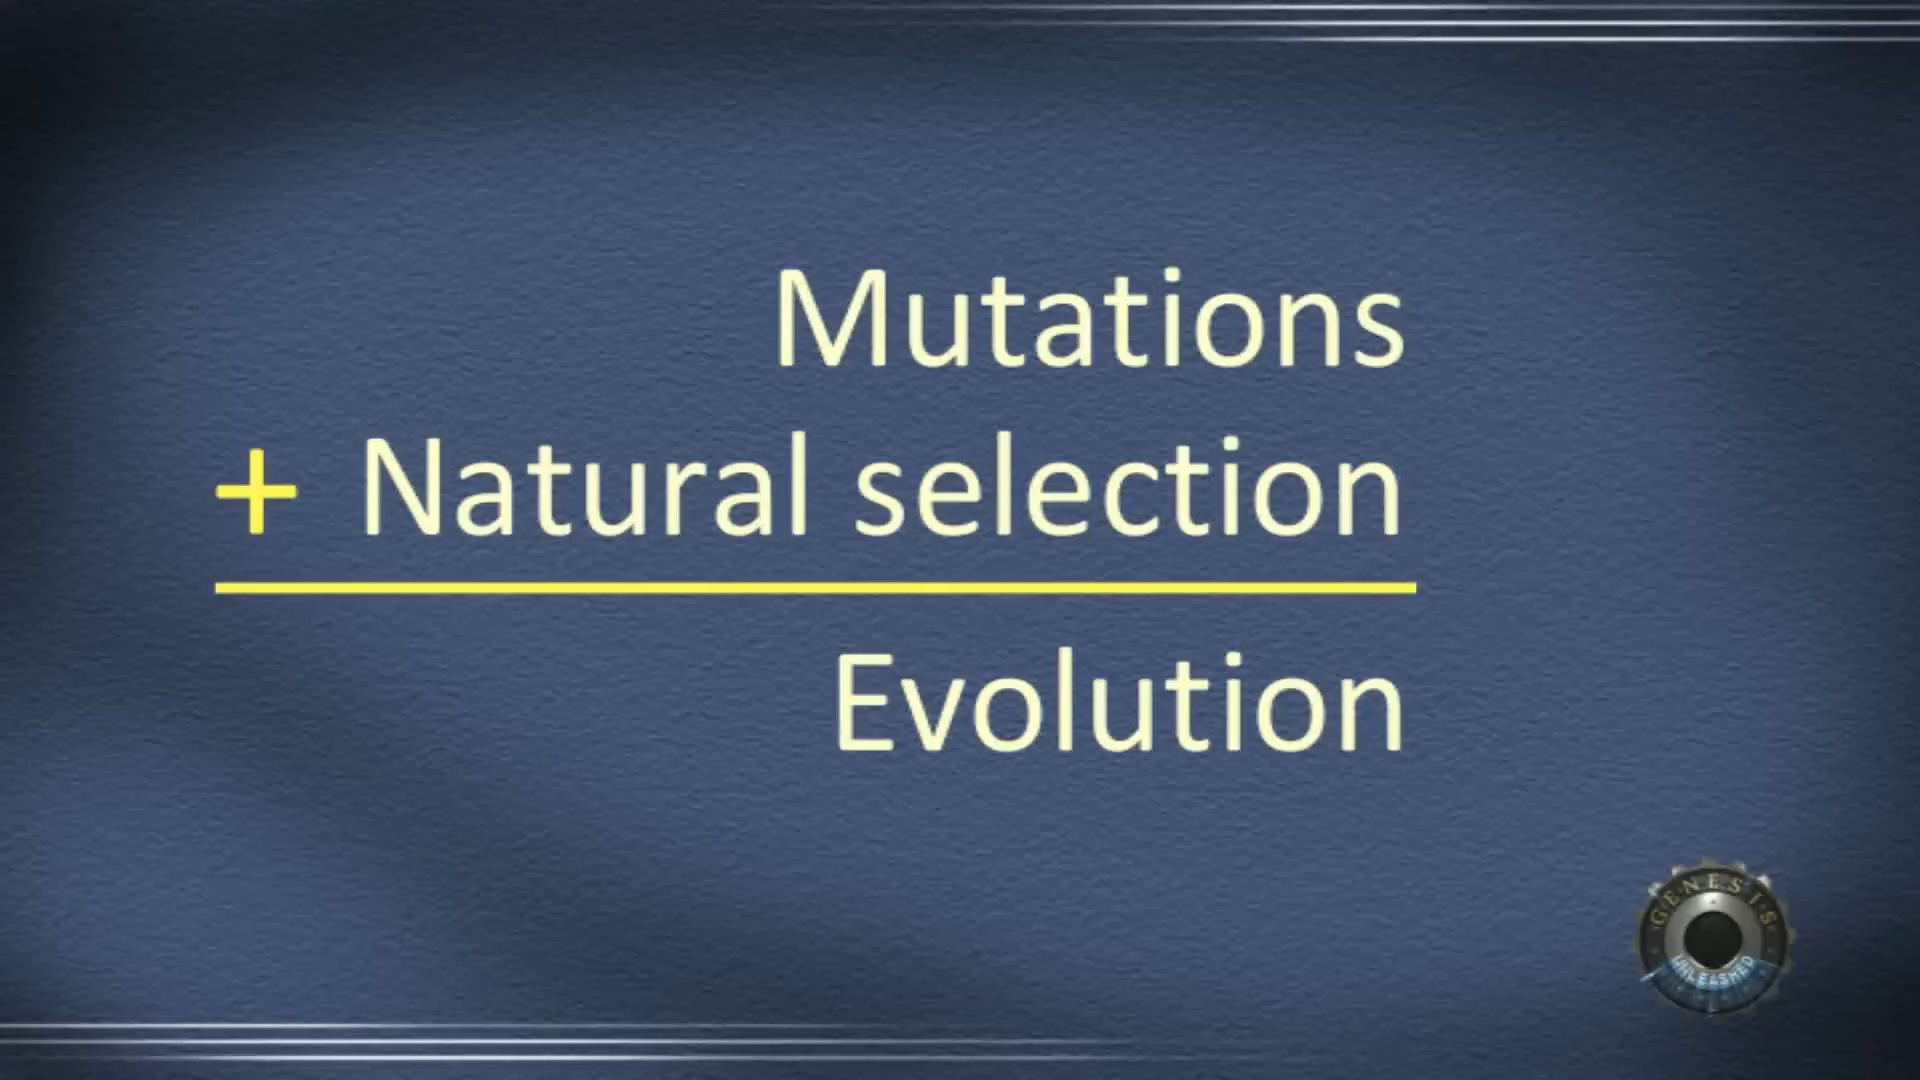 Mutations
+ Natural selection
Evolution
GENESIS
UNLEASHED